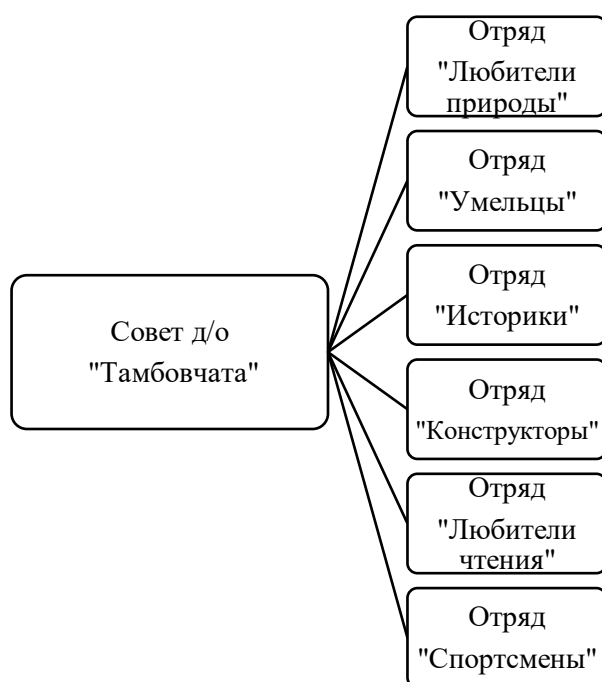 Совет д/о
"Тамбовчата"
Отряд
"Любители
природы"
Отряд
"Умельцы"
Отряд
"Историки"
Отряд
"Конструкторы"
Отряд
"Любители
чтения"
Отряд
"Спортсмены"